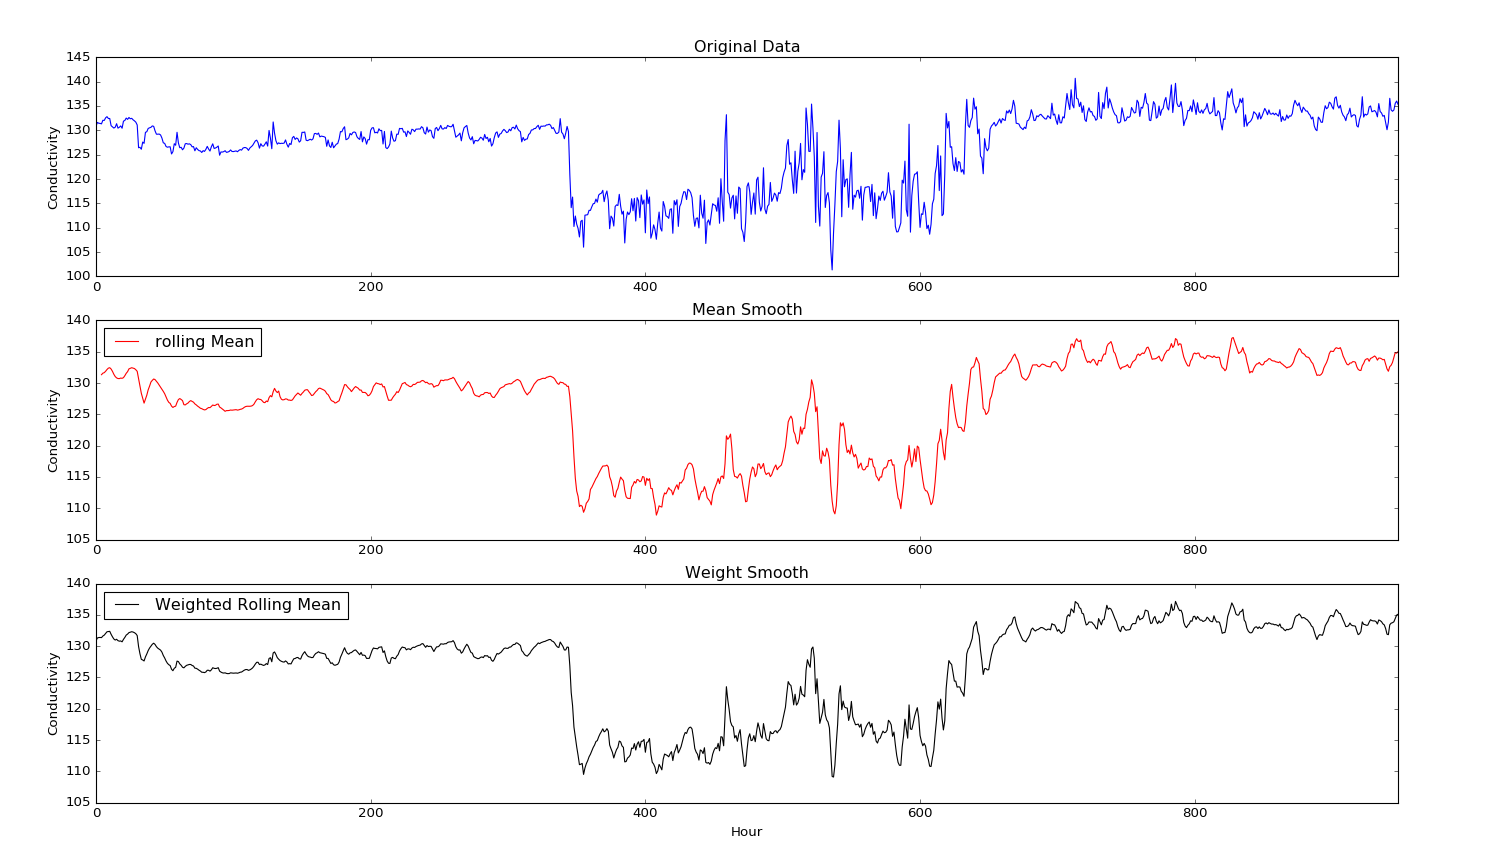 Original Data
145
140
135
130
125
120
115
110
105
100
Conductivity
0 200 400 600 800
Mean Smooth
rolling Mean
140
135
130
125
120
115
110
105
Conductivity
0 200 400 600 800
Weight Smooth
Weighted Rolling Mean
140
135
130
125
120
115
110
105
Conductivity
0 200 400 600 800
Hour